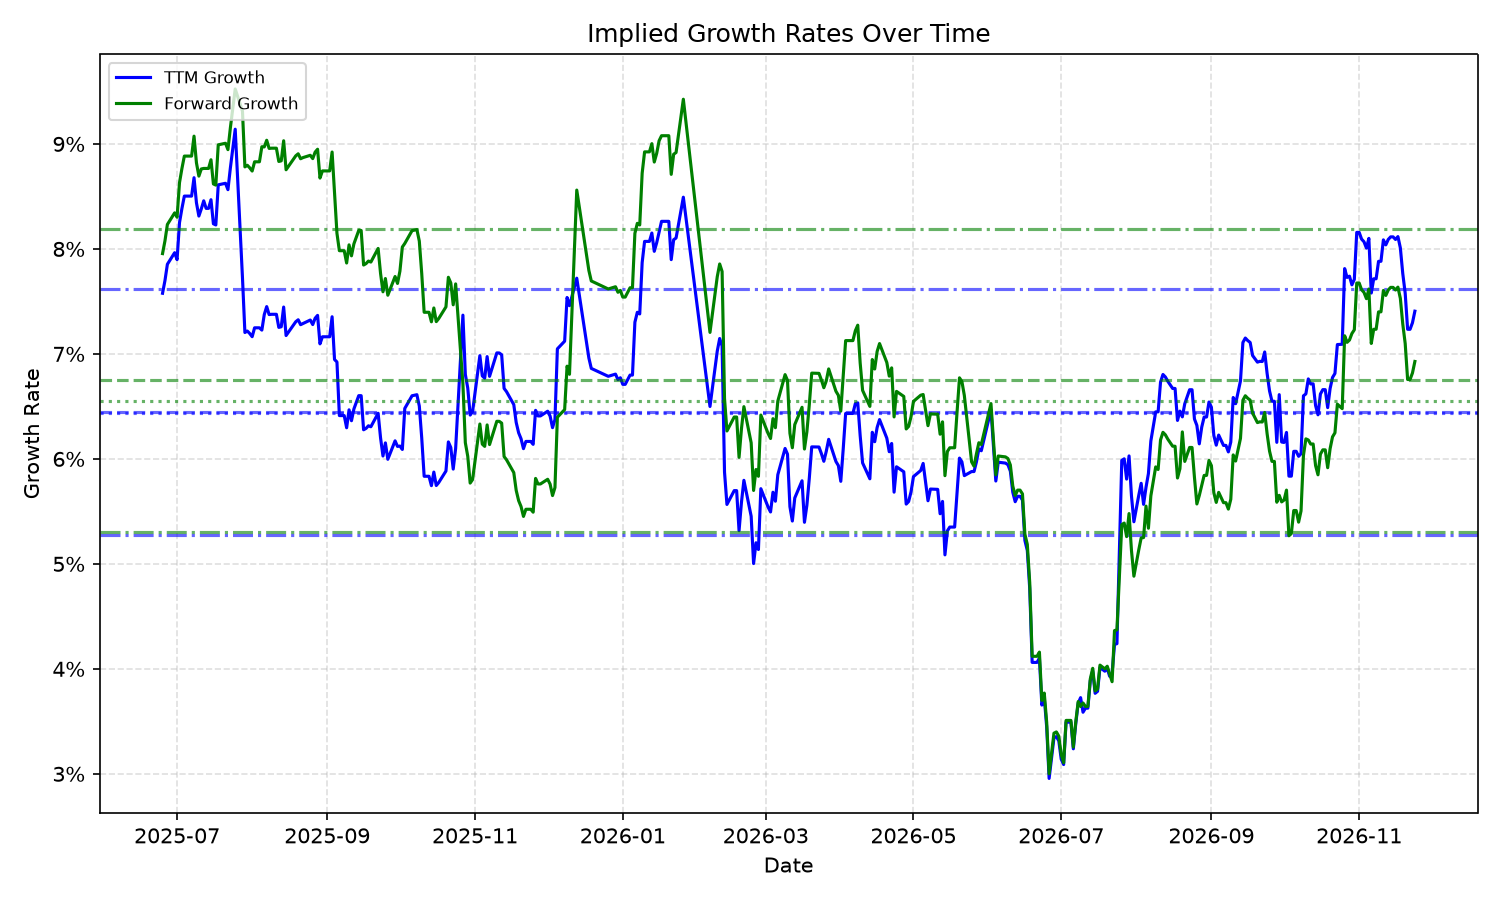 Implied Growth Rates Over Time
TTM Growth
Forward Growth
9%
8%
7%
6%
5%
4%
3%
Growth Rate
2025-07 2025-09 2025-11 2026-01 2026-03 2026-05 2026-07 2026-09 2026-11
Date